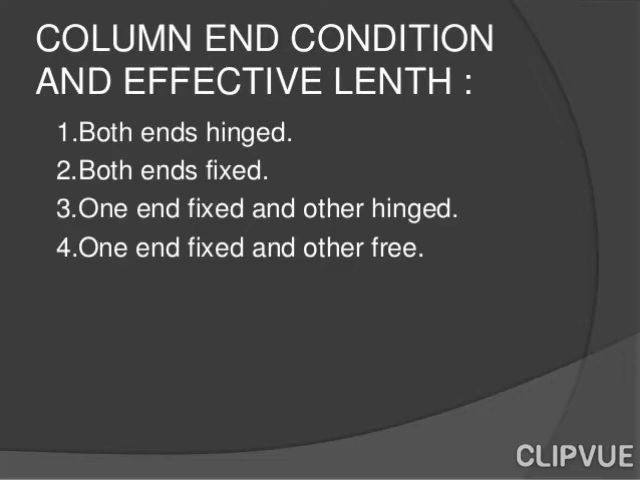 COLUMN END CONDITION
AND EFFECTIVE LENTH :
1.Both ends hinged.
2.Both ends fixed.
3.One end fixed and other hinged.
4.One end fixed and other free.
CLIPVUE